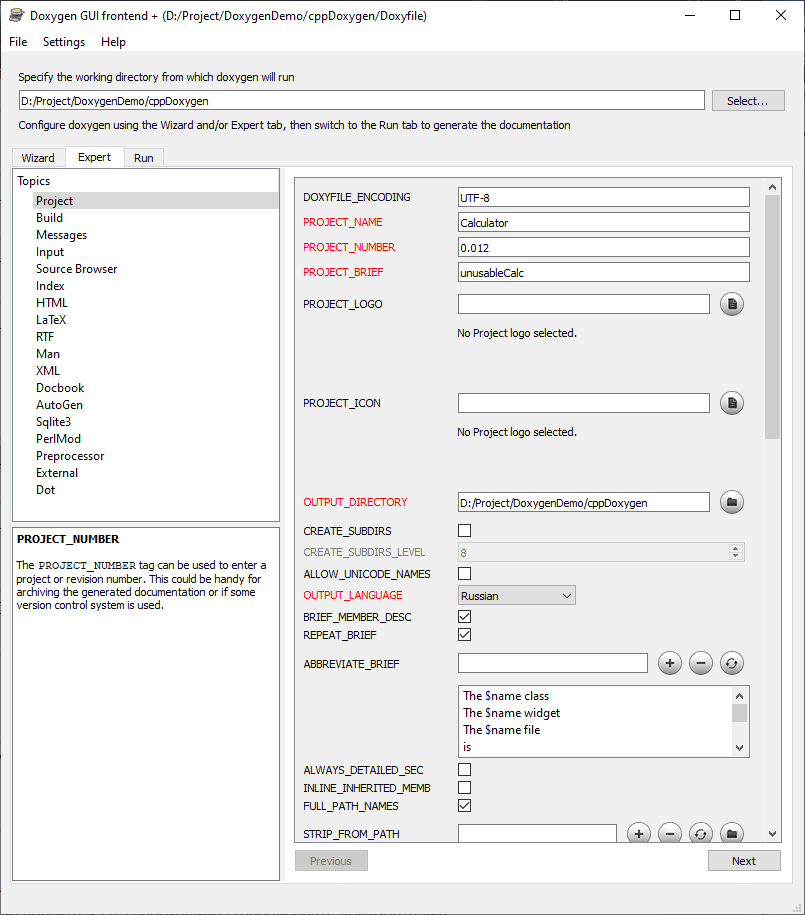 Doxygen GUI frontend + (D:/Project/DoxygenDemo/cppDoxygen/Doxyfile)
File Settings Help
Specify the working directory from which doxygen will run
D:/Project/DoxygenDemo/cppDoxygen
Select...
Configure doxygen using the Wizard and/or Expert tab, then switch to the Run tab to generate the documentation
Wizard Expert Run
Topics
Project
Build
Messages
Input
Source Browser
Index
HTML
LaTeX
RTF
Man
XML
Docbook
AutoGen
Sqlite3
PerlMod
Preprocessor
External
Dot
PROJECT_NUMBER
The PROJECT_NUMBER tag can be used to enter a
project or revision number. This could be handy for
archiving the generated documentation or if some
version control system is used.
DOXYFILE_ENCODING UTF-8
PROJECT_NAME Calculator
PROJECT_NUMBER 0.012
PROJECT_BRIEF unusableCalc
PROJECT_LOGO
No Project logo selected.
PROJECT_ICON
No Project logo selected.
OUTPUT_DIRECTORY D:/Project/DoxygenDemo/cppDoxygen
CREATE_SUBDIRS
CREATE_SUBDIRS_LEVEL 8
ALLOW_UNICODE_NAMES
OUTPUT_LANGUAGE Russian
BRIEF_MEMBER_DESC
REPEAT_BRIEF
ABBREVIATE_BRIEF
The $name class
The $name widget
The $name file
is
ALWAYS_DETAILED_SEC
INLINE_INHERITED_MEMB
FULL_PATH_NAMES
STRIP_FROM_PATH
Previous Next